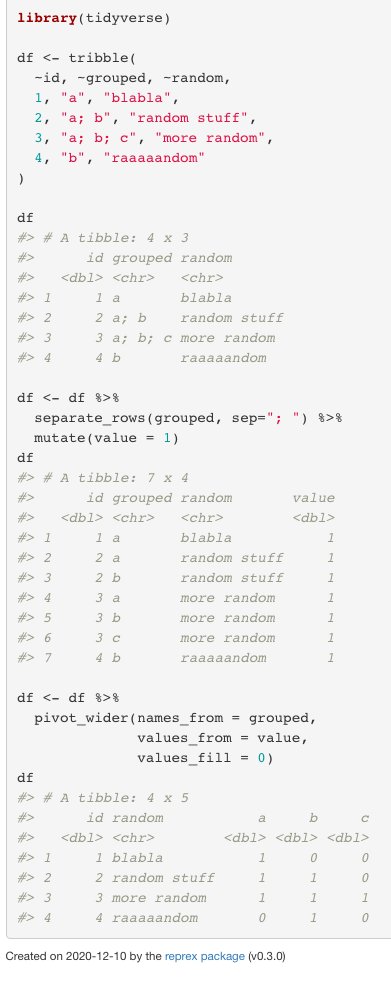 library(tidyverse)

df <- tribble(
  ~id, ~grouped, ~random,
  1, "a", "blabla",
  2, "a; b", "random stuff",
  3, "a; b; c", "more random",
  4, "b", "raaaaandom"
)

df
#> # A tibble: 4 x 3
#>      id grouped random
#>   <dbl> <chr>   <chr>
#> 1     1 a       blabla
#> 2     2 a; b    random stuff
#> 3     3 a; b; c more random
#> 4     4 b       raaaaandom

df <- df %>%
  separate_rows(grouped, sep="; ") %>%
  mutate(value = 1)
df
#> # A tibble: 7 x 4
#>      id grouped random       value
#>   <dbl> <chr>   <chr>        <dbl>
#> 1     1 a       blabla           1
#> 2     2 a       random stuff     1
#> 3     2 b       random stuff     1
#> 4     3 a       more random      1
#> 5     3 b       more random      1
#> 6     3 c       more random      1
#> 7     4 b       raaaaandom       1

df <- df %>%
  pivot_wider(names_from = grouped,
              values_from = value,
              values_fill = 0)
df
#> # A tibble: 4 x 5
#>      id random           a     b     c
#>   <dbl> <chr>        <dbl> <dbl> <dbl>
#> 1     1 blabla           1     0     0
#> 2     2 random stuff     1     1     0
#> 3     3 more random      1     1     1
#> 4     4 raaaaandom       0     1     0
Created on 2020-12-10 by the reprex package (v0.3.0)